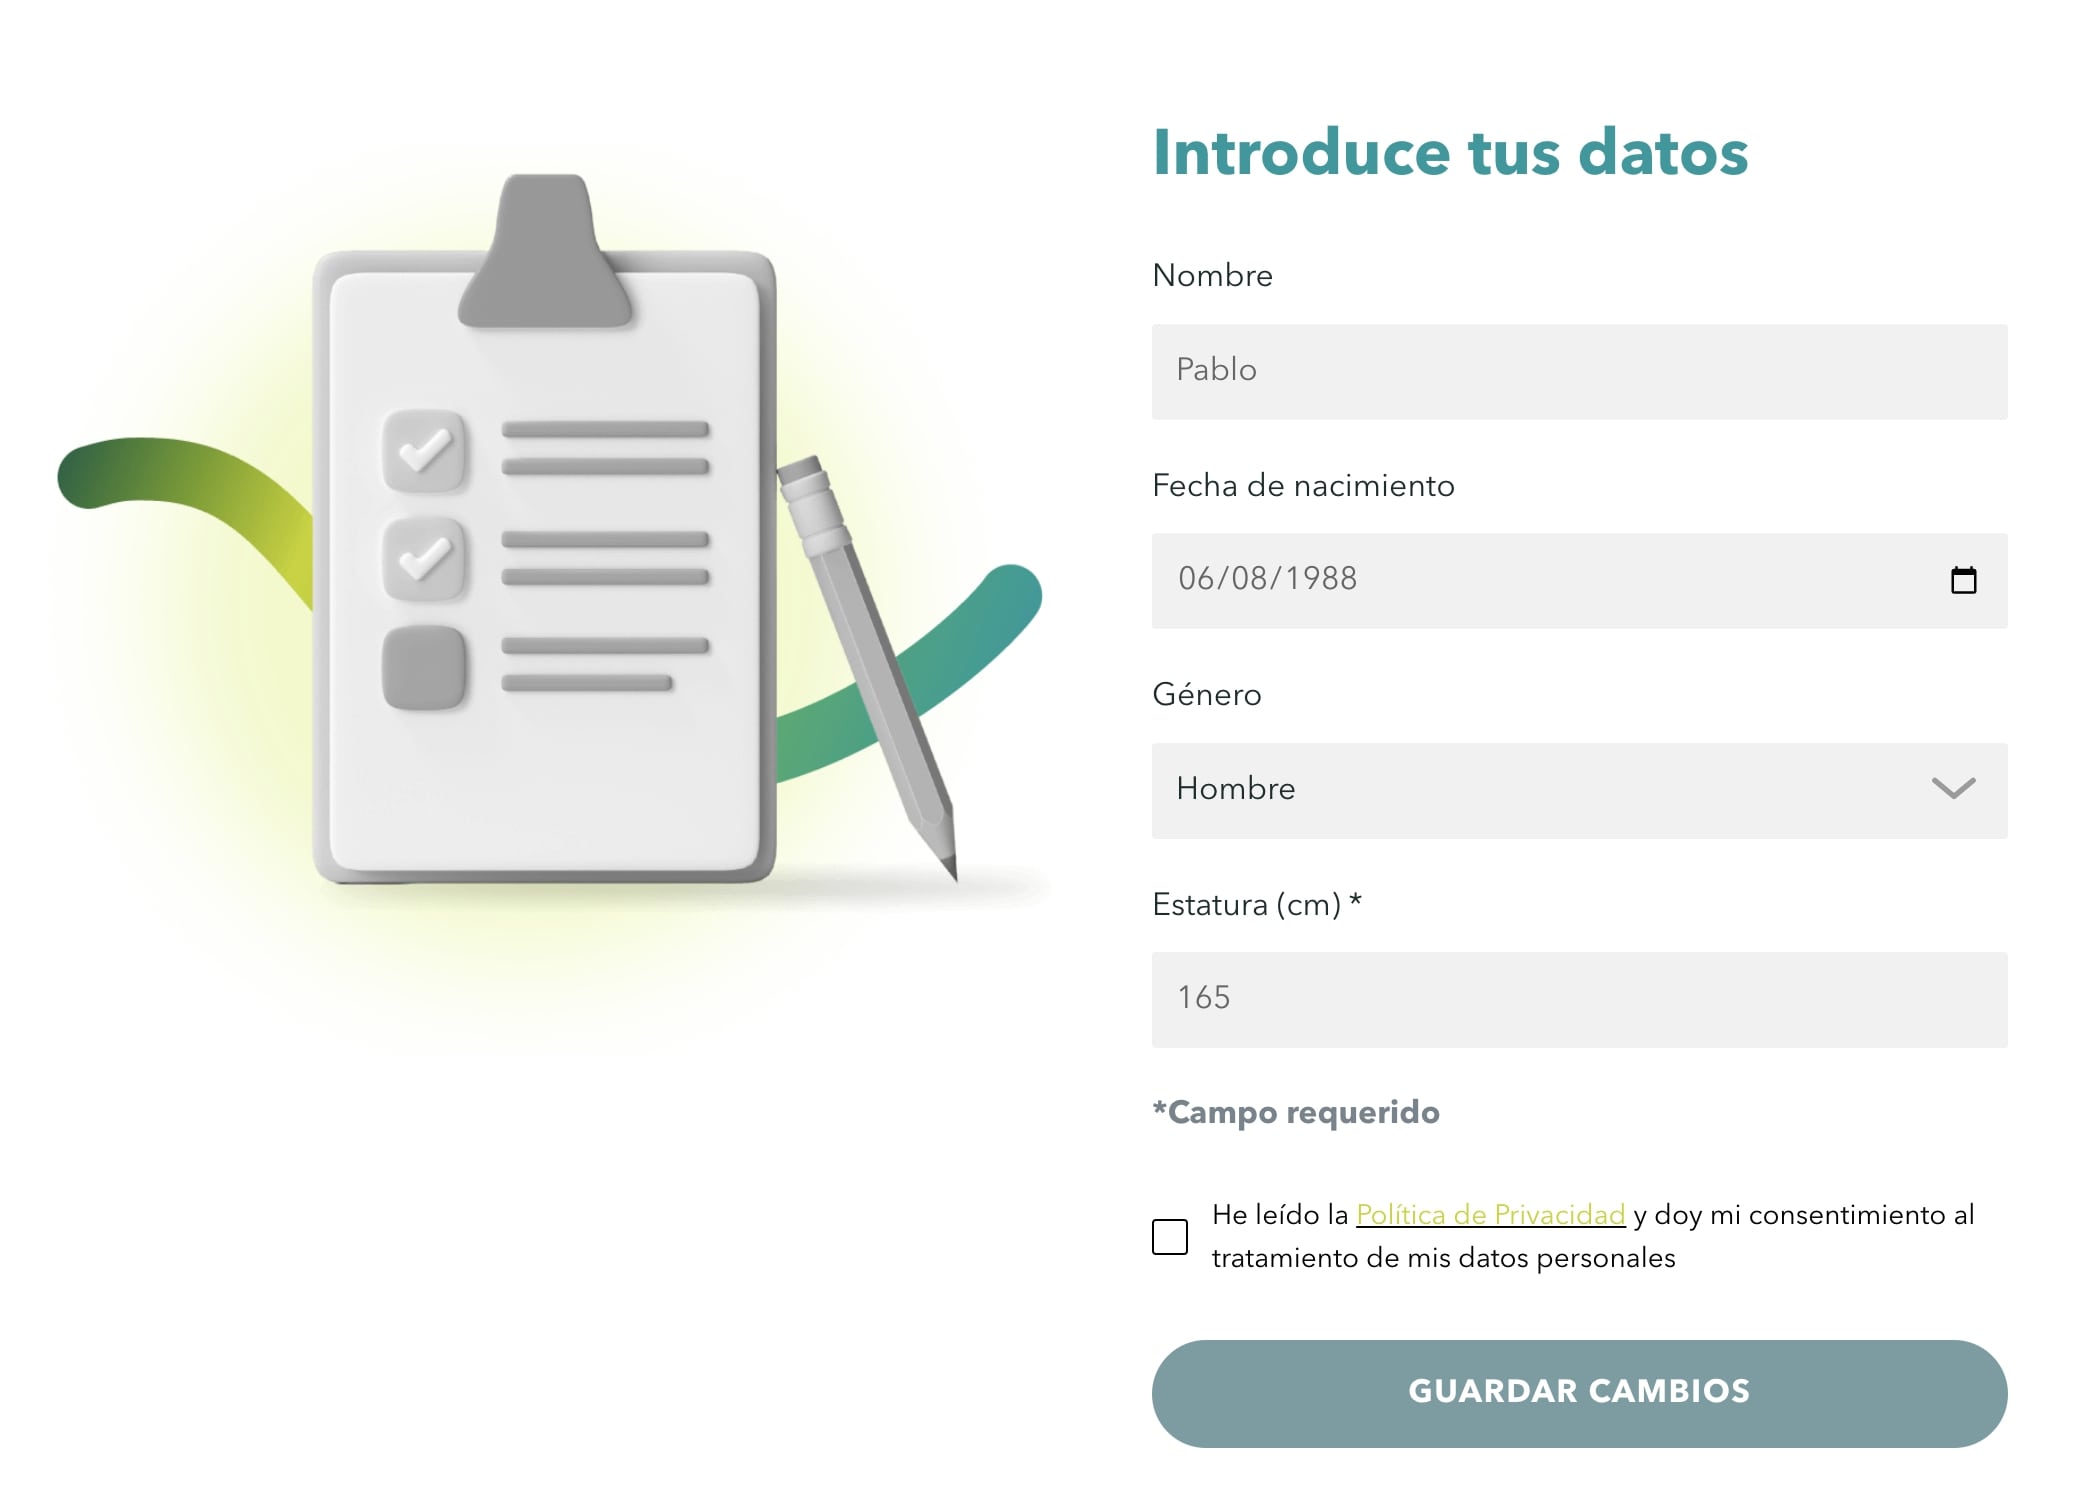 Introduce tus datos
Nombre
Pablo
Fecha de nacimiento
06/08/1988
Género
Hombre
Estatura (cm) *
165
*Campo requerido
He leído la Política de Privacidad y doy mi consentimiento al
tratamiento de mis datos personales
GUARDAR CAMBIOS